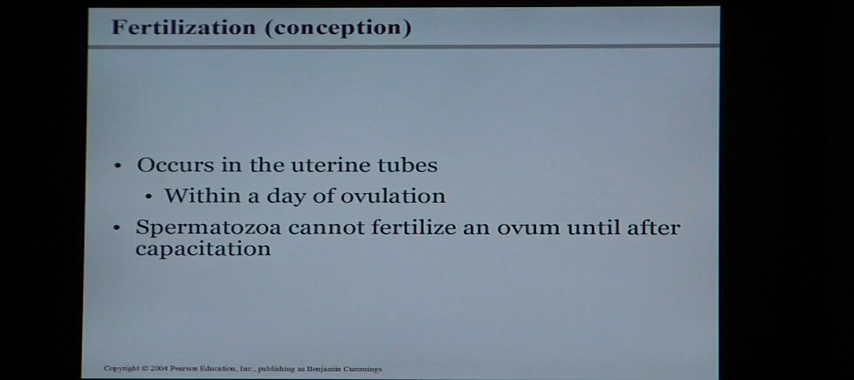 Fertilization (conception)
• Occurs in the uterine tubes
• Within a day of ovulation
• Spermatozoa cannot fertilize an ovum until after
capacitation
Copyright © 2004 Pearson Education, Inc., publishing as Benjamin Cummings